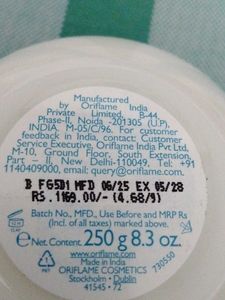 Manufactured
by Oriflame India
Private Limited, B-44,
Phase-II, Noida -201305 (U.P),
INDIA, M-05/C/96. For customer
feedback in India, contact: Customer
Service Executive, Oriflame India Pvt Ltd,
M-10, Ground Floor, South Extension,
Part – II, New Delhi-110049, Tel: +91
1140409000, email; query@oriflame.com
B FG5D1 MFD 06/25 EX 05/28
RS.1169.00/- (4.68/9)
Batch No., MFD., Use Before and MRP Rs
(Incl. of all taxes) marked above.
12 M
e Net Content: 250 g 8.3 oz.
www.oriflame.com
Made in India
ORIFLAME COSMETICS
Stockholm • Dublin
41545 - 72
730550